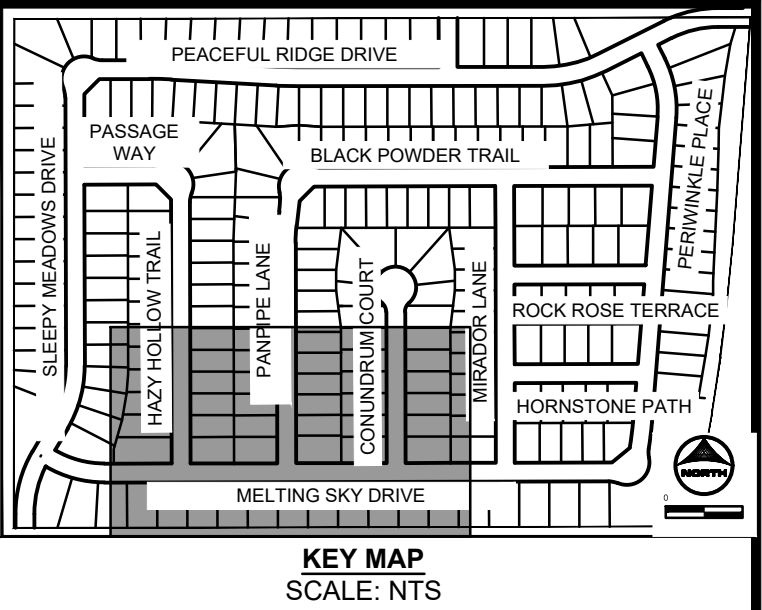 PEACEFUL RIDGE DRIVE
PASSAGE
WAY
BLACK POWDER TRAIL
SLEEPY MEADOWS DRIVE
HAZY HOLLOW TRAIL
PANPIPE LANE
CONUNDRUM COURT
MIRADOR LANE
PERIWINKLE PLACE
ROCK ROSE TERRACE
HORNSTONE PATH
MELTING SKY DRIVE
NORTH
0
KEY MAP
SCALE: NTS